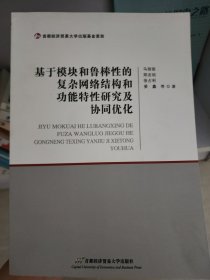 首都经济贸易大学出版基金资助
基于模块和鲁棒性的
复杂网络结构和
功能特性研究及
协同优化
等 著
JIYU MOKUAI HE LUBANGXING DE
FUZA WANGLUO JIEGOU HE
GONGNENG TEXING YANJIU JI XIETONG
YOUHUA
首都经济贸易大学出版社
Capital University of Economics and Business Press